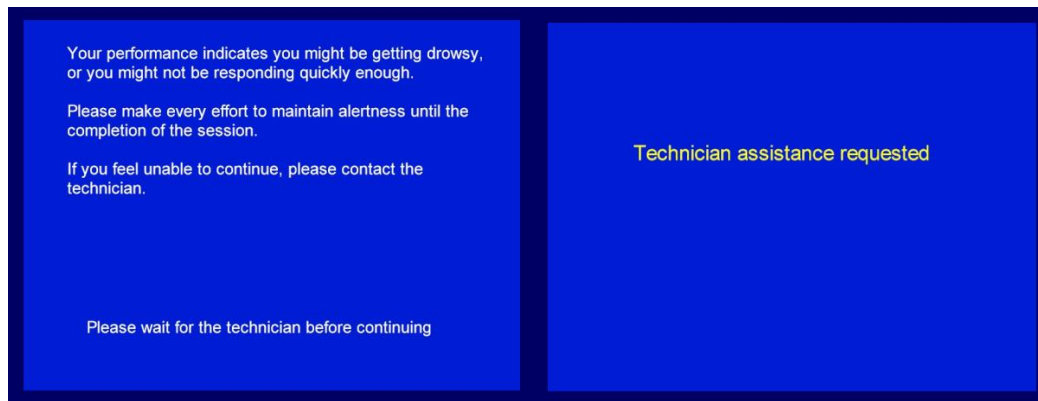 Your performance indicates you might be getting drowsy,
or you might not be responding quickly enough.
Please make every effort to maintain alertness until the
completion of the session.
If you feel unable to continue, please contact the
technician.
Please wait for the technician before continuing
Technician assistance requested